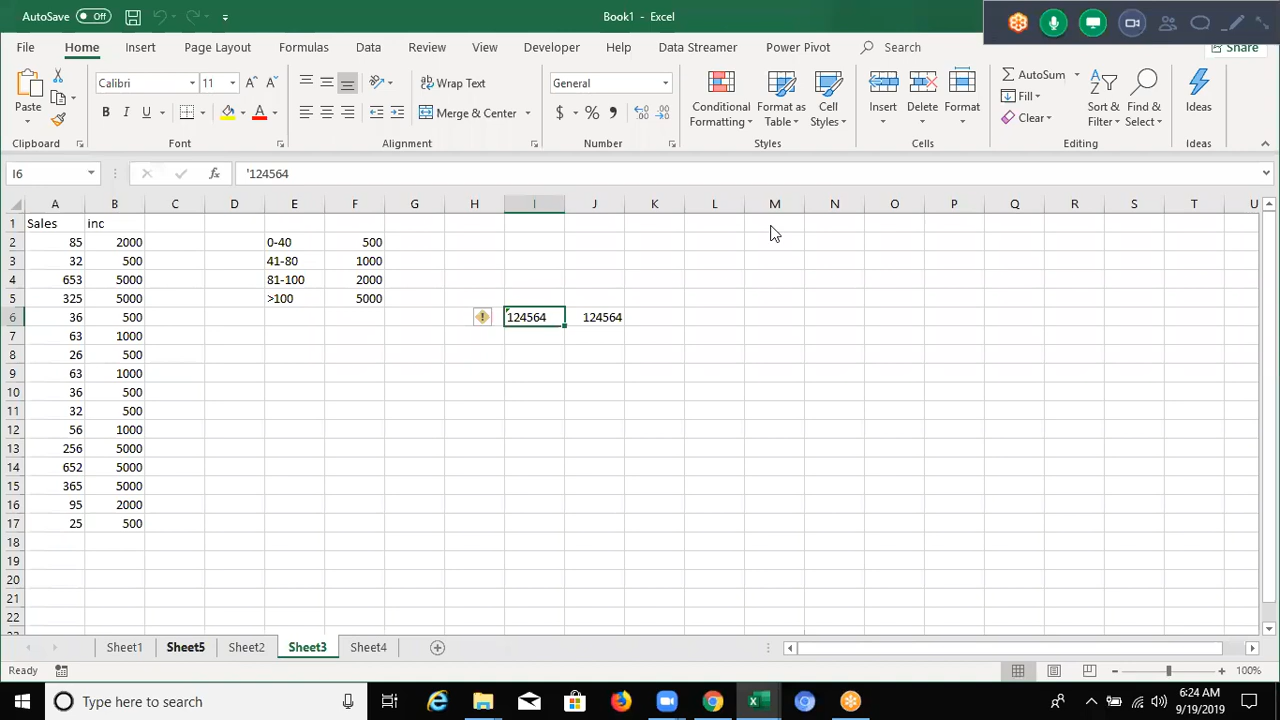 AutoSave Off Book1 - Excel
File Home Insert Page Layout Formulas Data Review View Developer Help Data Streamer Power Pivot Search Share
Calibri 11 A A Wrap Text General AutoSum
Paste B I U A Merge & Center $ % , Conditional Formatting Format as Table Cell Styles Insert Delete Format Fill Clear Sort & Filter Find & Select Ideas
Clipboard Font Alignment Number Styles Cells Editing Ideas
I6 fx '124564
A B C D E F G H I J K L M N O P Q R S T U
1 Sales inc
2 85 2000 0-40 500
3 32 500 41-80 1000
4 653 5000 81-100 2000
5 325 5000 >100 5000
6 36 500 124564 124564
7 63 1000
8 26 500
9 63 1000
10 36 500
11 32 500
12 56 1000
13 256 5000
14 652 5000
15 365 5000
16 95 2000
17 25 500
18
19
20
21
22
Sheet1 Sheet5 Sheet2 Sheet3 Sheet4
Ready 100%
Type here to search 6:24 AM
9/19/2019